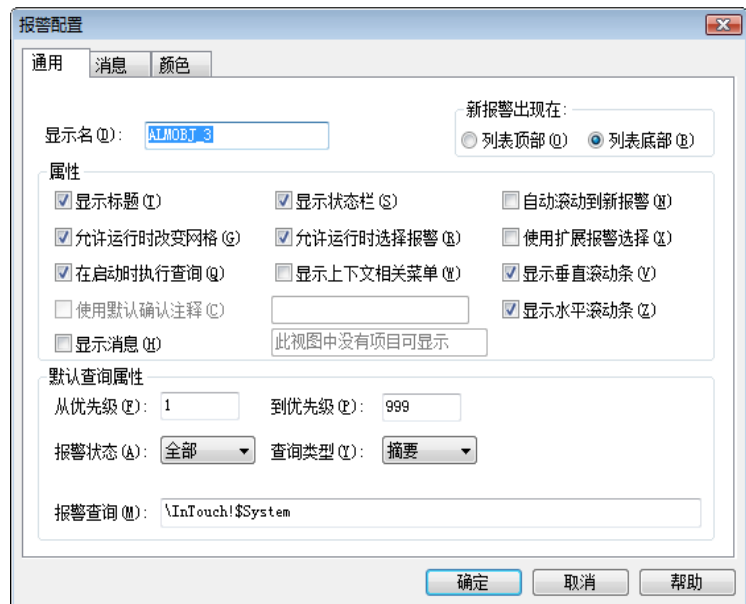 报警配置
通用 消息 颜色
新报警出现在:
显示名(D): ALMOBJ_3
列表顶部(O) 列表底部(B)
属性
显示标题(T) 显示状态栏(S) 自动滚动到新报警(N)
允许运行时改变网格(G) 允许运行时选择报警(R) 使用扩展报警选择(X)
在启动时执行查询(Q) 显示上下文相关菜单(W) 显示垂直滚动条(V)
使用默认确认注释(C) 显示水平滚动条(Z)
显示消息(H) 此视图中没有项目可显示
默认查询属性
从优先级(F): 1 到优先级(P): 999
报警状态(A): 全部 查询类型(Y): 摘要
报警查询(M): \InTouch!$System
确定 取消 帮助